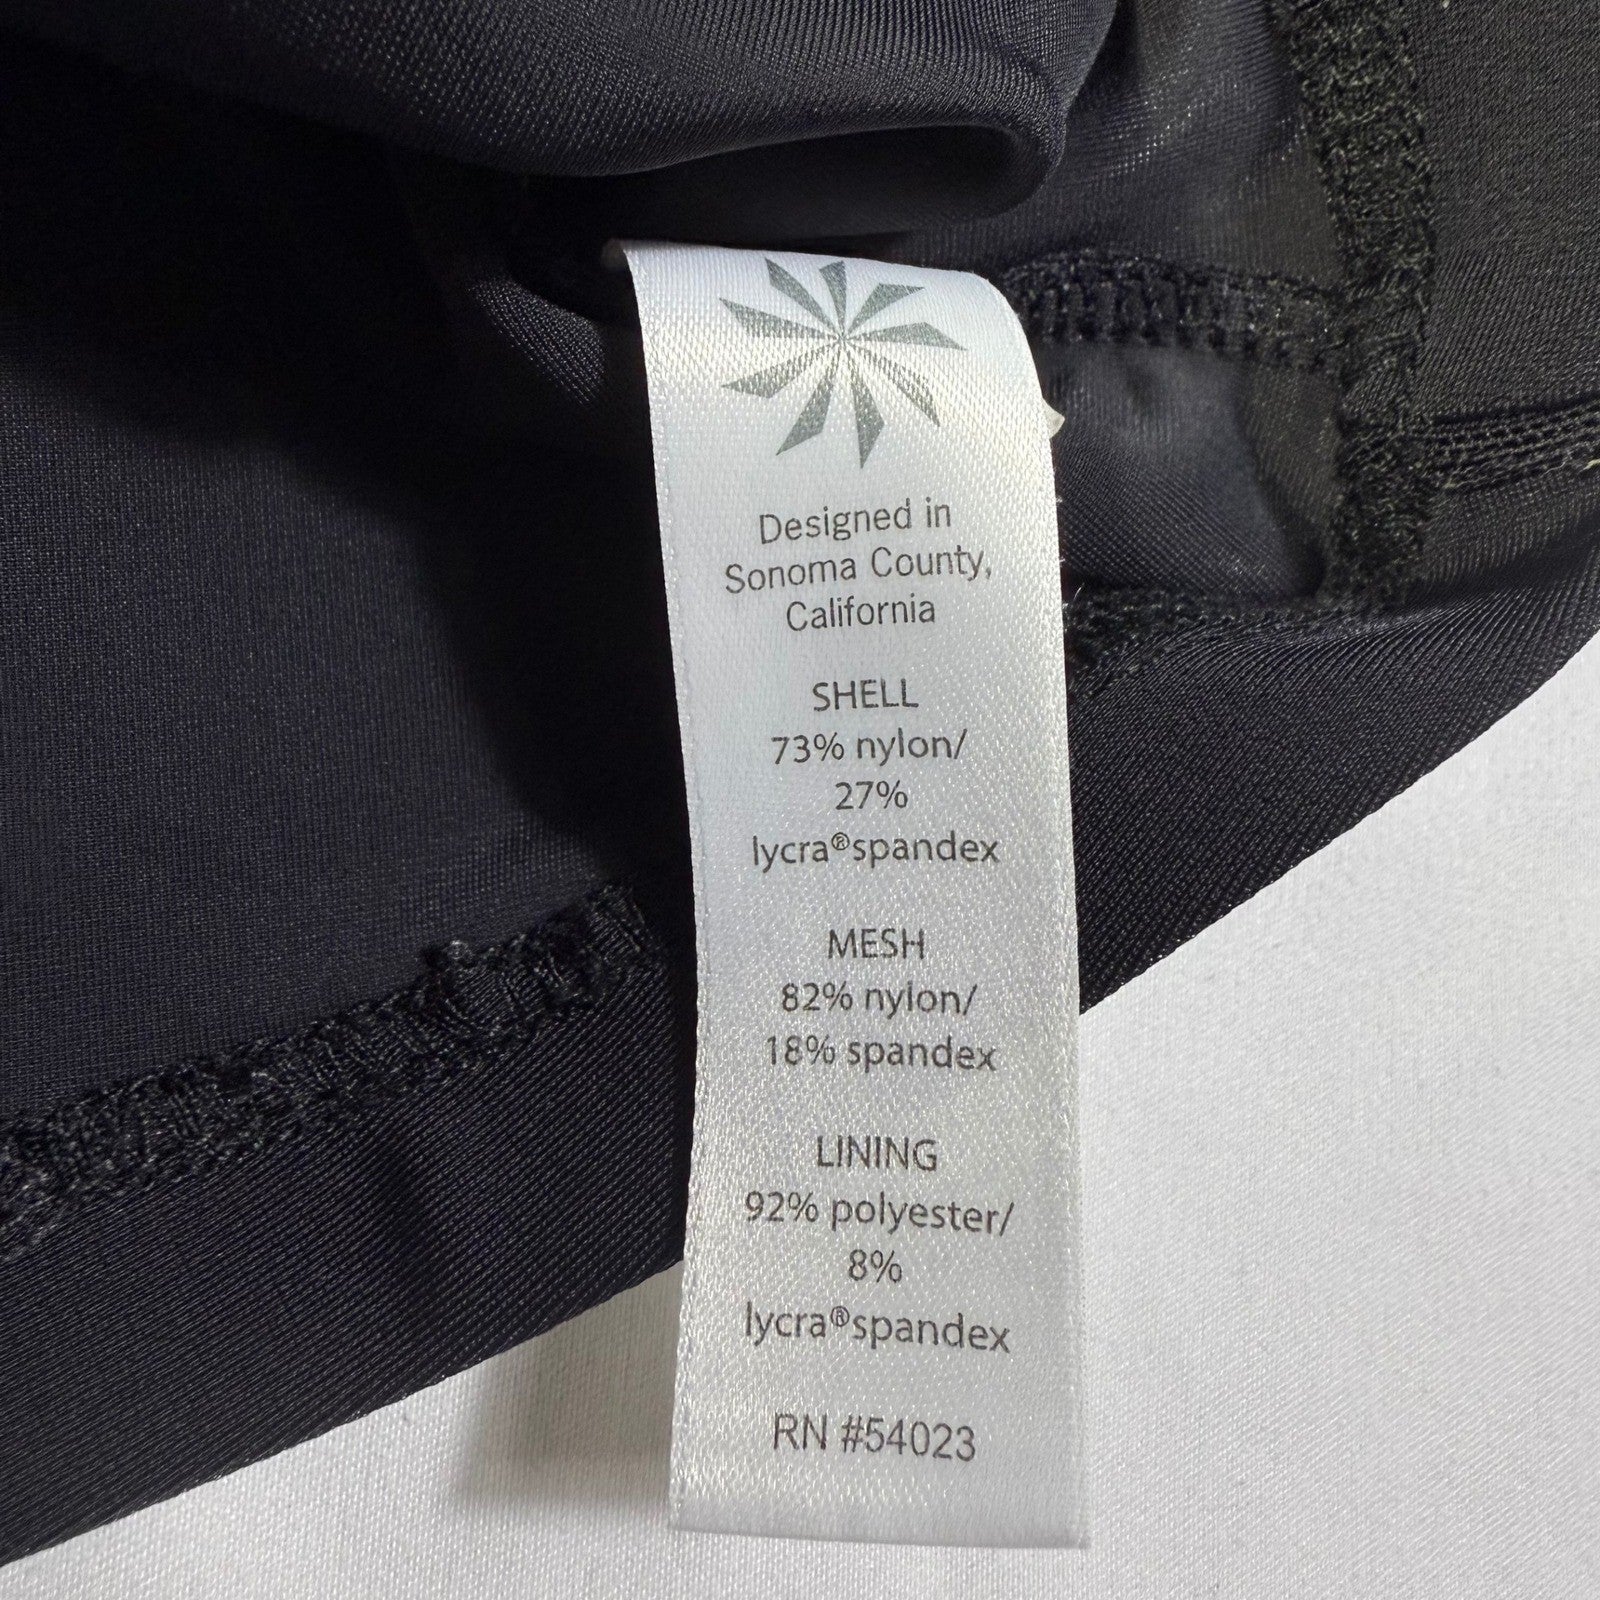 Designed in
Sonoma County,
California
SHELL
73% nylon/
27%
lycra®spandex
MESH
82% nylon/
18% spandex
LINING
92% polyester/
8%
lycra®spandex
RN #54023